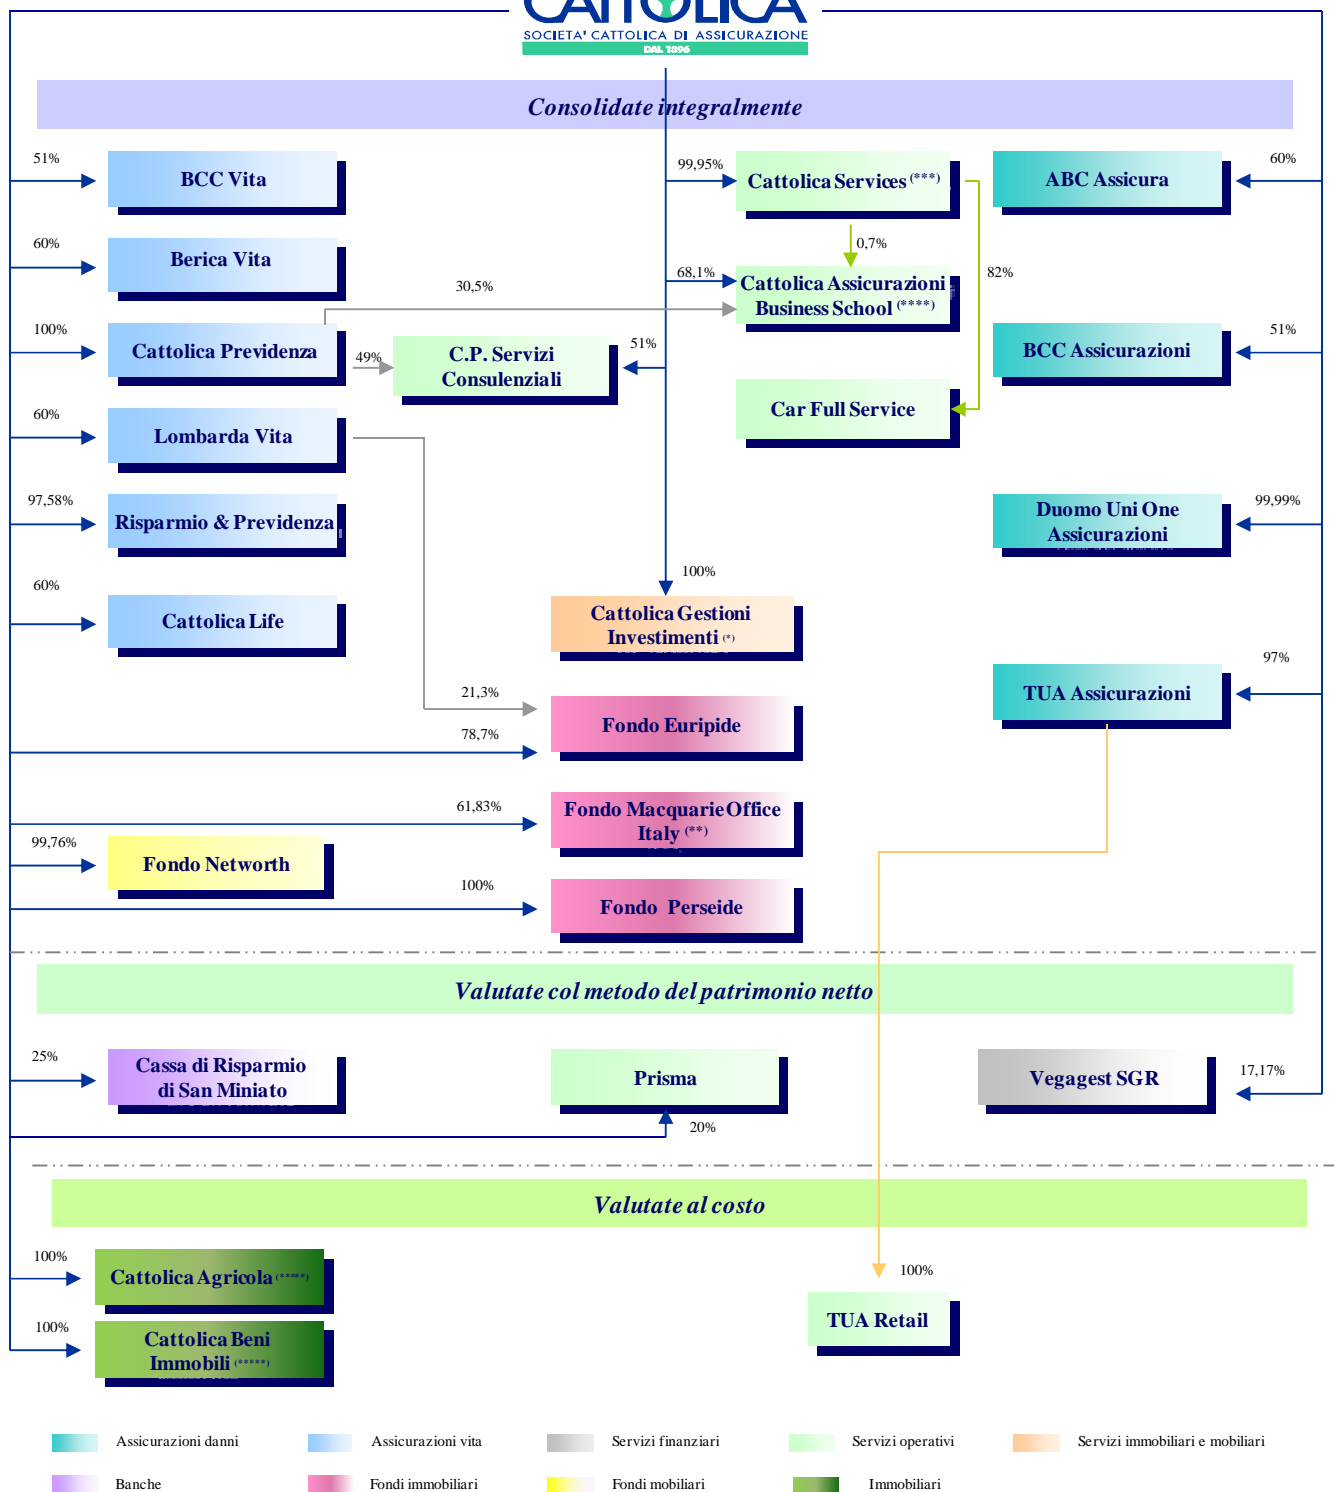 CATTOLICA
SOCIETA' CATTOLICA DI ASSICURAZIONE
DAL 1896
Consolidate integralmente
51%
BCC Vita
99,95%
Cattolica Services (***)
ABC Assicura
60%
60%
Berica Vita
0,7%
68,1%
Cattolica Assicurazioni
Business School (****)
82%
30,5%
100%
Cattolica Previdenza
49%
C.P. Servizi
Consulenziali
51%
BCC Assicurazioni
51%
Car Full Service
60%
Lombarda Vita
97,58%
Risparmio & Previdenza
Duomo Uni One
Assicurazioni
99,99%
60%
Cattolica Life
100%
Cattolica Gestioni
Investimenti (*)
97%
TUA Assicurazioni
21,3%
Fondo Euripide
78,7%
61,83%
Fondo Macquarie Office
Italy (**)
99,76%
Fondo Networth
100%
Fondo Perseide
Valutate col metodo del patrimonio netto
25%
Cassa di Risparmio
di San Miniato
Prisma
20%
Vegagest SGR
17,17%
Valutate al costo
100%
Cattolica Agricola (*****)
100%
TUA Retail
100%
Cattolica Beni
Immobili (*****)
Assicurazioni danni
Assicurazioni vita
Servizi finanziari
Servizi operativi
Servizi immobiliari e mobiliari
Banche
Fondi immobiliari
Fondi mobiliari
Immobiliari